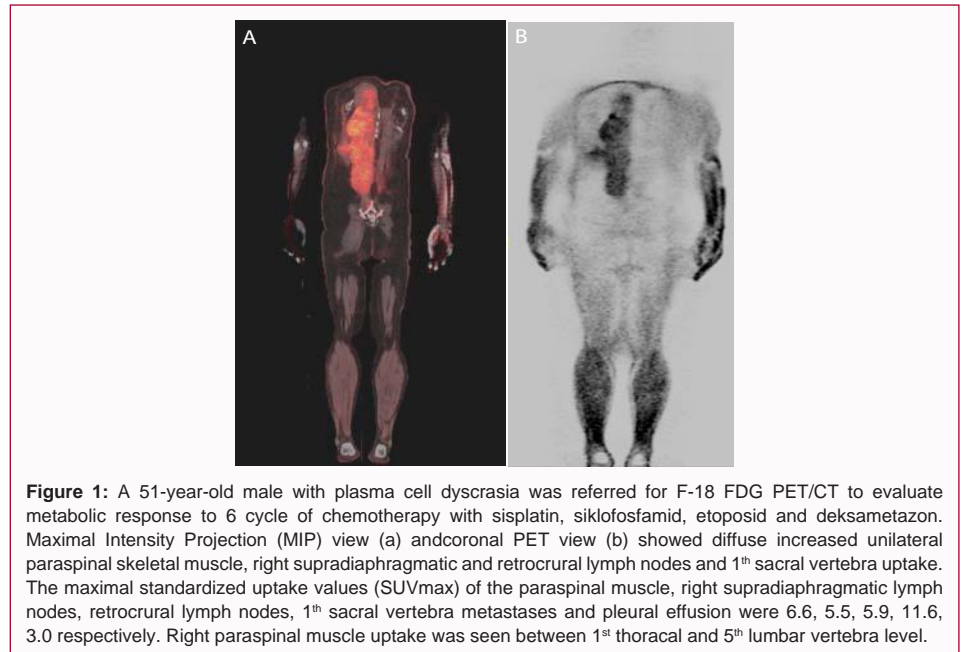 A
B
Figure 1: A 51-year-old male with plasma cell dyscrasia was referred for F-18 FDG PET/CT to evaluate
metabolic response to 6 cycle of chemotherapy with sisplatin, siklofosfamid, etoposid and deksametazon.
Maximal Intensity Projection (MIP) view (a) andcoronal PET view (b) showed diffuse increased unilateral
paraspinal skeletal muscle, right supradiaphragmatic and retrocrural lymph nodes and 1th sacral vertebra uptake.
The maximal standardized uptake values (SUVmax) of the paraspinal muscle, right supradiaphragmatic lymph
nodes, retrocrural lymph nodes, 1th sacral vertebra metastases and pleural effusion were 6.6, 5.5, 5.9, 11.6,
3.0 respectively. Right paraspinal muscle uptake was seen between 1st thoracal and 5th lumbar vertebra level.